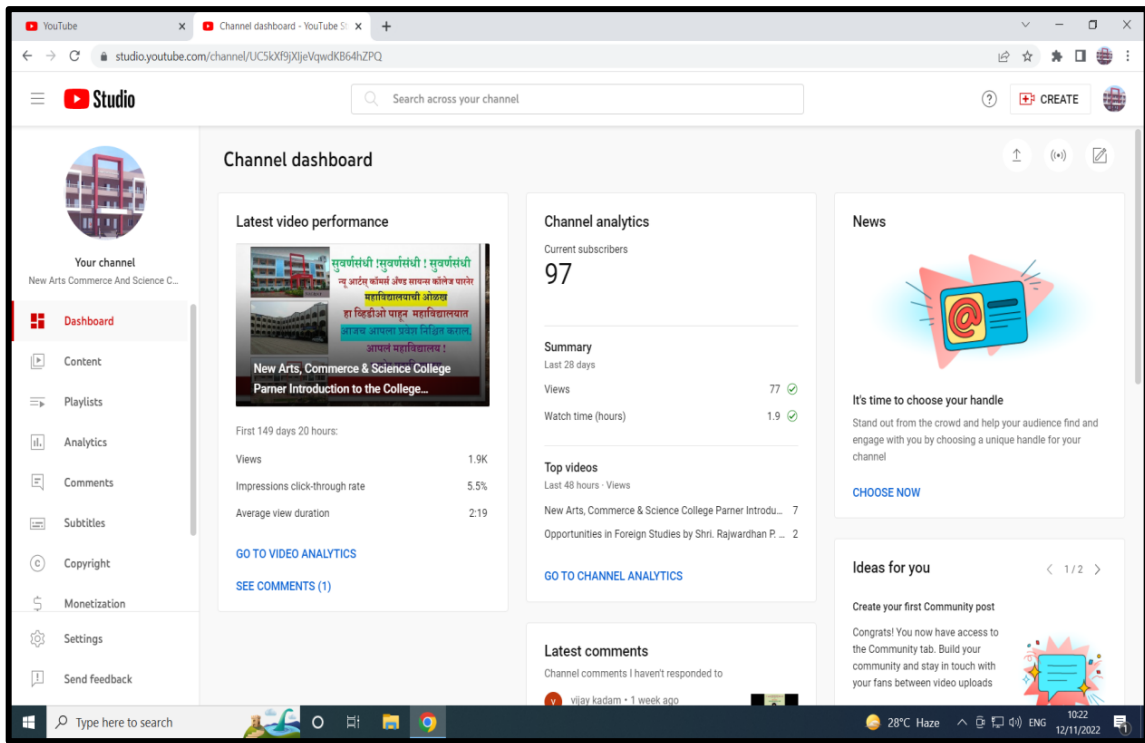 YouTube
Channel dashboard - YouTube St
studio.youtube.com/channel/UC5kXf9jXIjeVqwdKB64hZPQ
Studio
Search across your channel
CREATE
Your channel
New Arts Commerce And Science C...
Dashboard
Content
Playlists
Analytics
Comments
Subtitles
Copyright
Monetization
Settings
Send feedback
Channel dashboard
Latest video performance
सुवर्णसंधी !सुवर्णसंधी ! सुवर्णसंधी
न्यू आर्टस् कॉमर्स अँण्ड सायन्स कॉलेज पारनेर
महाविद्यालयाची ओळख
हा व्हिडीओ पाहून महाविद्यालयात
आजच आपला प्रवेश निश्चित कराल.
आपलं महाविद्यालय !
New Arts, Commerce & Science College
Parner Introduction to the College...
First 149 days 20 hours:
Views 1.9K
Impressions click-through rate 5.5%
Average view duration 2:19
GO TO VIDEO ANALYTICS
SEE COMMENTS (1)
Channel analytics
Current subscribers
97
Summary
Last 28 days
Views 77
Watch time (hours) 1.9
Top videos
Last 48 hours · Views
New Arts, Commerce & Science College Parner Introdu... 7
Opportunities in Foreign Studies by Shri. Rajwardhan P. ... 2
GO TO CHANNEL ANALYTICS
Latest comments
Channel comments I haven't responded to
v vijay kadam • 1 week ago
News
It's time to choose your handle
Stand out from the crowd and help your audience find and
engage with you by choosing a unique handle for your
channel
CHOOSE NOW
Ideas for you
1/2
Create your first Community post
Congrats! You now have access to
the Community tab. Build your
community and stay in touch with
your fans between video uploads
Type here to search
28°C Haze
ENG
10:22
12/11/2022
1